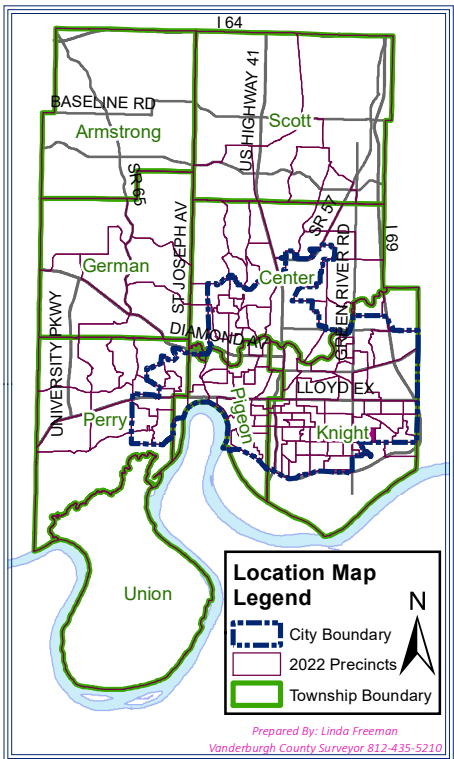 I 64
US HIGHWAY 41
BASELINE RD
Scott
Armstrong
SR 65
SR 57
ST. JOSEPH AV
GREEN RIVER RD
I 69
German
Center
UNIVERSITY PKWY
DIAMOND AV
LLOYD EX
Pigeon
Perry
Knight
Union
Location Map
Legend
N
City Boundary
2022 Precincts
Township Boundary
Prepared By: Linda Freeman
Vanderburgh County Surveyor 812-435-5210